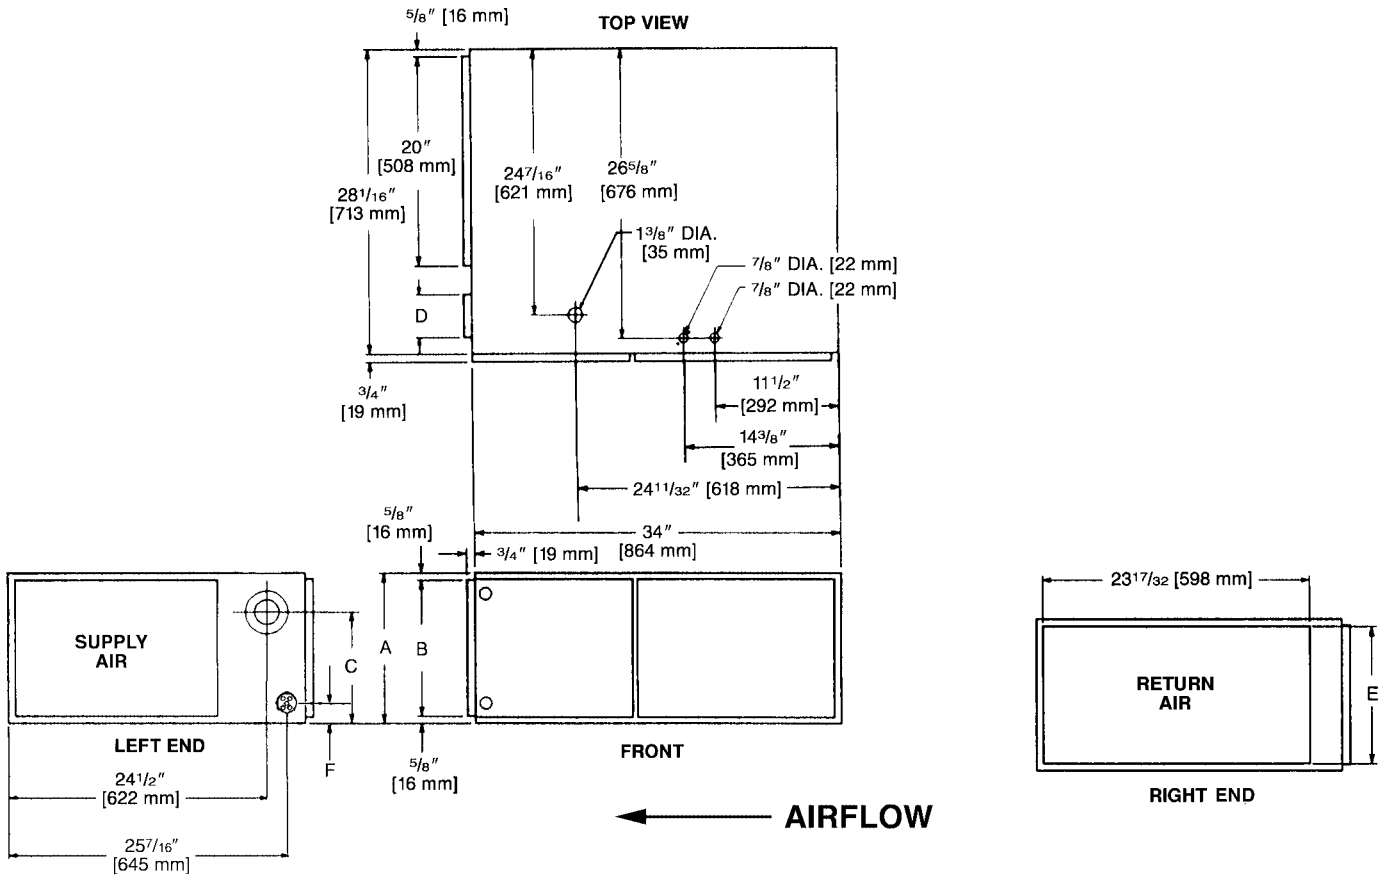 5/8″ [16 mm]
TOP VIEW
20″
[508 mm]
28 1/16″
[713 mm]
24 7/16″
[621 mm]
26 5/8″
[676 mm]
1 3/8″ DIA.
[35 mm]
7/8″ DIA. [22 mm]
7/8″ DIA. [22 mm]
D
3/4″
[19 mm]
11 1/2″
[292 mm]
14 3/8″
[365 mm]
24 11/32″ [618 mm]
5/8″
[16 mm]
34″
[864 mm]
3/4″ [19 mm]
SUPPLY
AIR
C
A
B
F
LEFT END
24 1/2″
[622 mm]
25 7/16″
[645 mm]
5/8″
[16 mm]
FRONT
AIRFLOW
23 17/32 [598 mm]
RETURN
AIR
E
RIGHT END